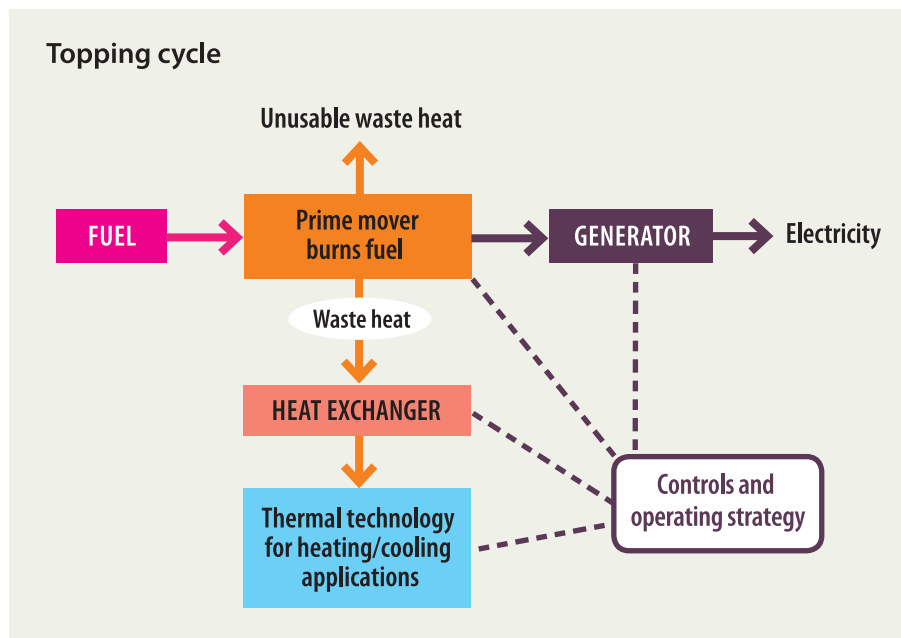 Topping cycle
Unusable waste heat
FUEL
Prime mover
burns fuel
GENERATOR
Electricity
Waste heat
HEAT EXCHANGER
Thermal technology
for heating/cooling
applications
Controls and
operating strategy